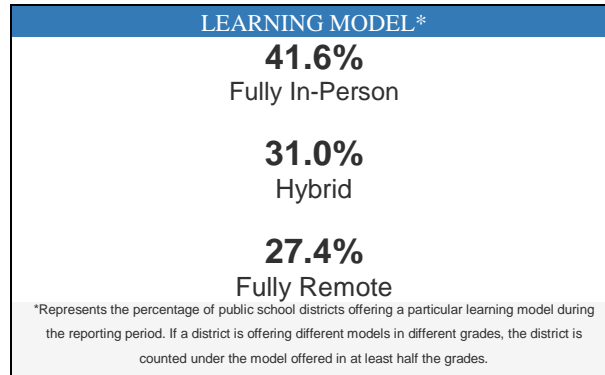 LEARNING MODEL*
41.6%
Fully In-Person
31.0%
Hybrid
27.4%
Fully Remote
*Represents the percentage of public school districts offering a particular learning model during
the reporting period. If a district is offering different models in different grades, the district is
counted under the model offered in at least half the grades.